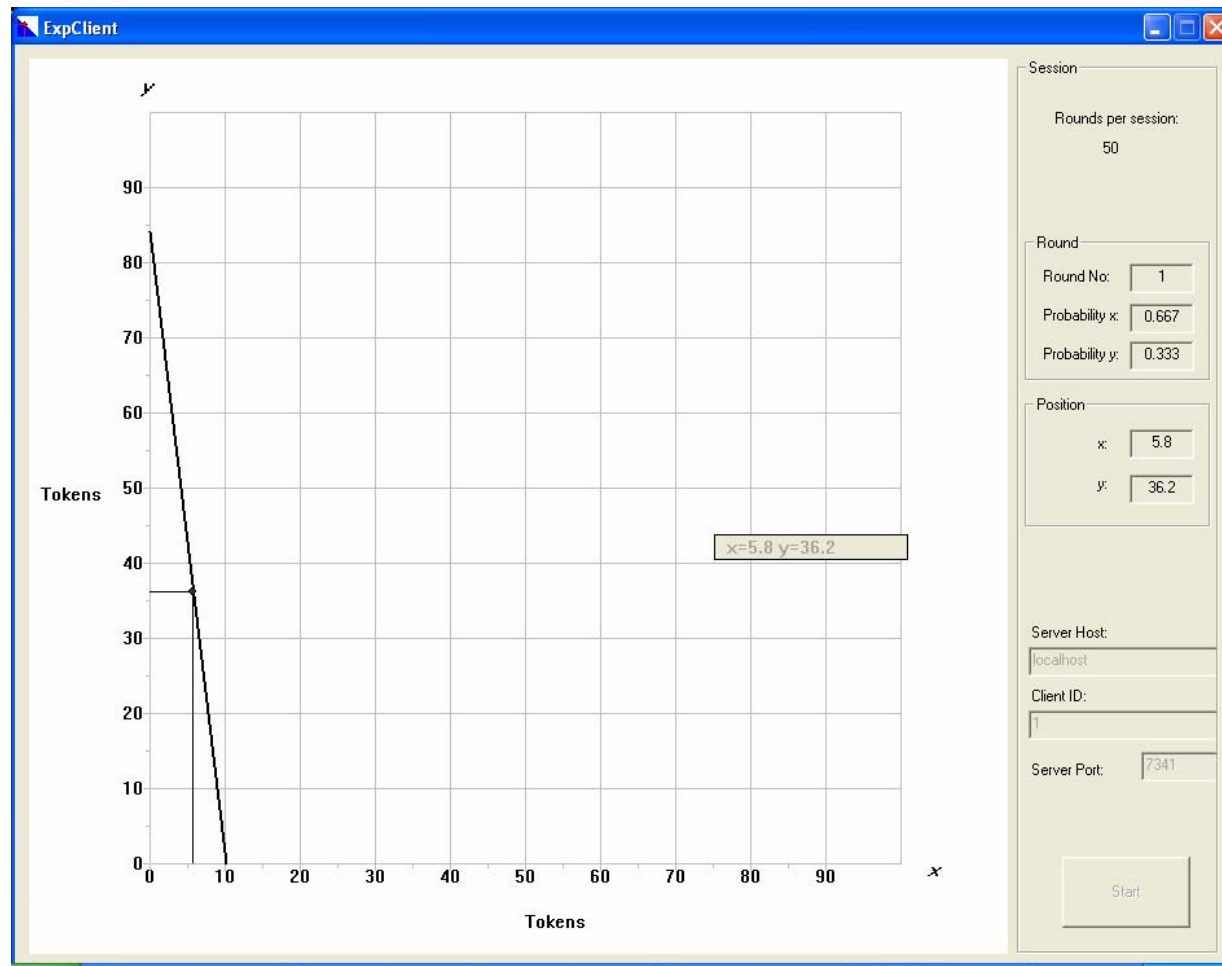 ExpClient
y
90
80
70
60
50
40
30
20
10
0
Tokens
x=5.8 y=36.2
0 10 20 30 40 50 60 70 80 90
x
Tokens
Session
Rounds per session:
50
Round
Round No: 1
Probability x: 0.667
Probability y: 0.333
Position
x: 5.8
y: 36.2
Server Host:
localhost
Client ID:
1
Server Port: 7341
Start